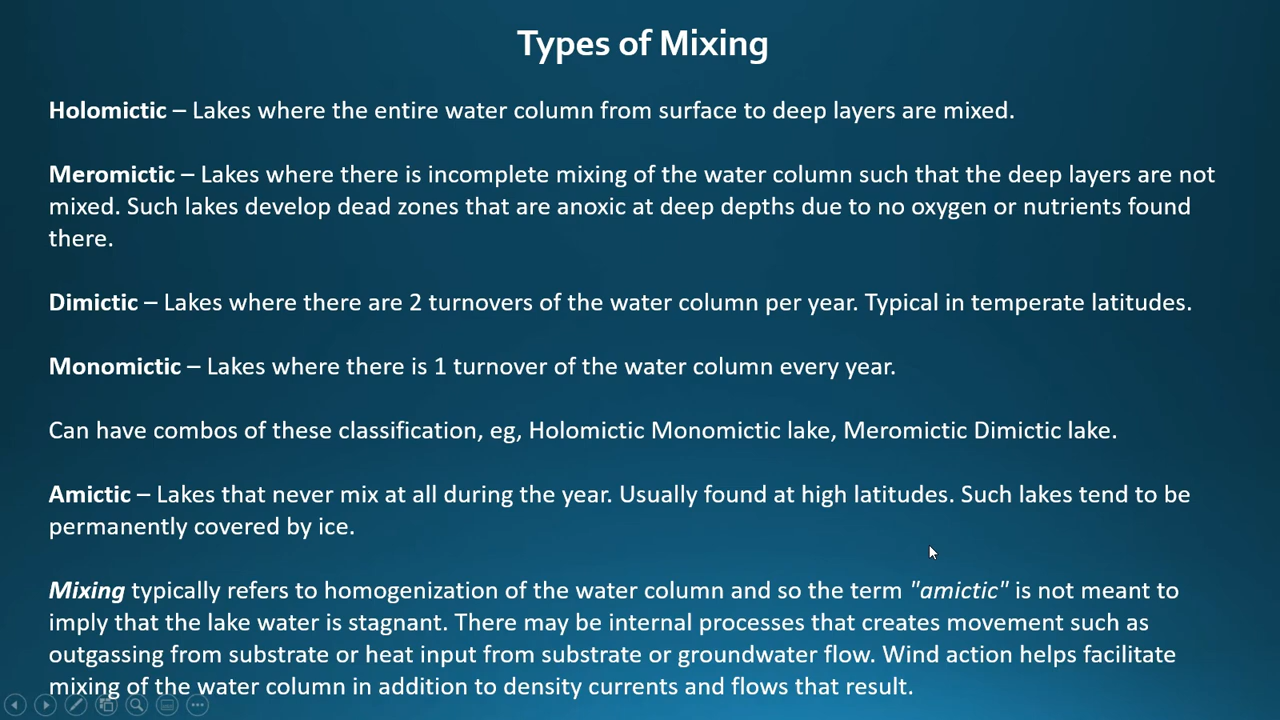 Types of Mixing
Holomictic – Lakes where the entire water column from surface to deep layers are mixed.
Meromictic – Lakes where there is incomplete mixing of the water column such that the deep layers are not
mixed. Such lakes develop dead zones that are anoxic at deep depths due to no oxygen or nutrients found
there.
Dimictic – Lakes where there are 2 turnovers of the water column per year. Typical in temperate latitudes.
Monomictic – Lakes where there is 1 turnover of the water column every year.
Can have combos of these classification, eg, Holomictic Monomictic lake, Meromictic Dimictic lake.
Amictic – Lakes that never mix at all during the year. Usually found at high latitudes. Such lakes tend to be
permanently covered by ice.
Mixing typically refers to homogenization of the water column and so the term "amictic" is not meant to
imply that the lake water is stagnant. There may be internal processes that creates movement such as
outgassing from substrate or heat input from substrate or groundwater flow. Wind action helps facilitate
mixing of the water column in addition to density currents and flows that result.